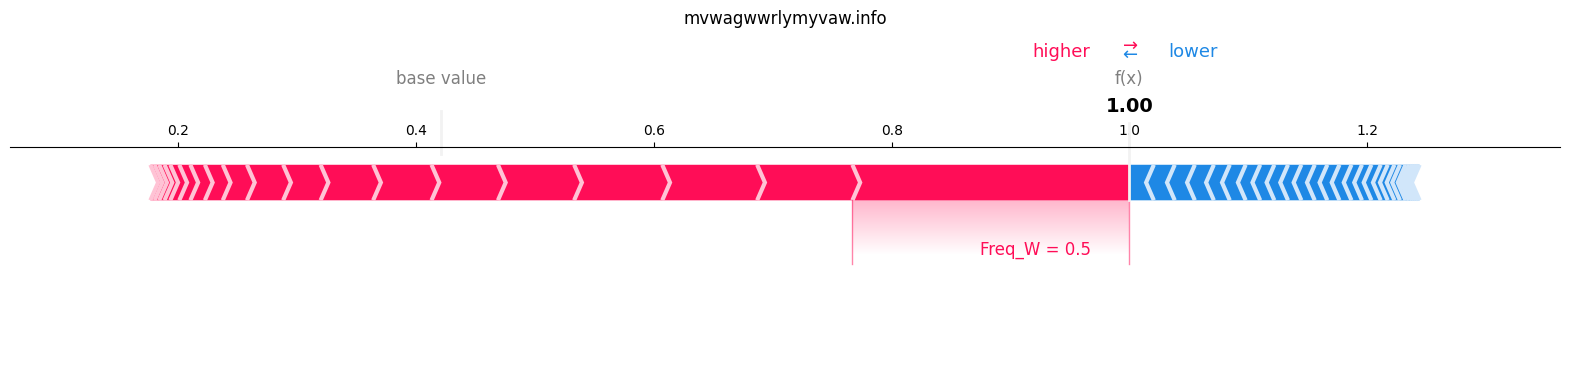 mvwagwwrlymyvaw.info
higher ⇄ lower
base value f(x)
1.00
0.2 0.4 0.6 0.8 1.0 1.2
Freq_W = 0.5